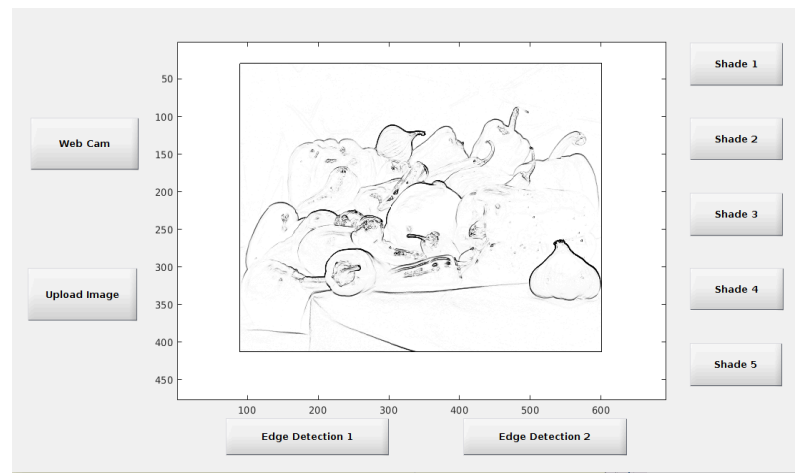 Web Cam
Upload Image
50
100
150
200
250
300
350
400
450
100 200 300 400 500 600
Edge Detection 1
Edge Detection 2
Shade 1
Shade 2
Shade 3
Shade 4
Shade 5